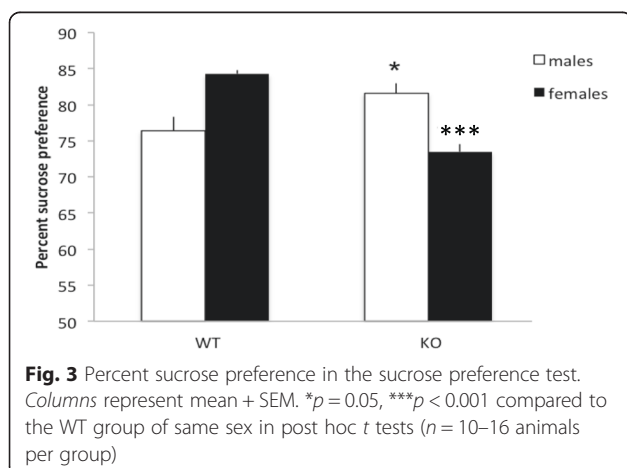 90
85
80
75
70
65
60
55
50
Percent sucrose preference
*
***
□ males
■ females
WT
KO
Fig. 3 Percent sucrose preference in the sucrose preference test.
Columns represent mean + SEM. *p = 0.05, ***p < 0.001 compared to
the WT group of same sex in post hoc t tests (n = 10–16 animals
per group)